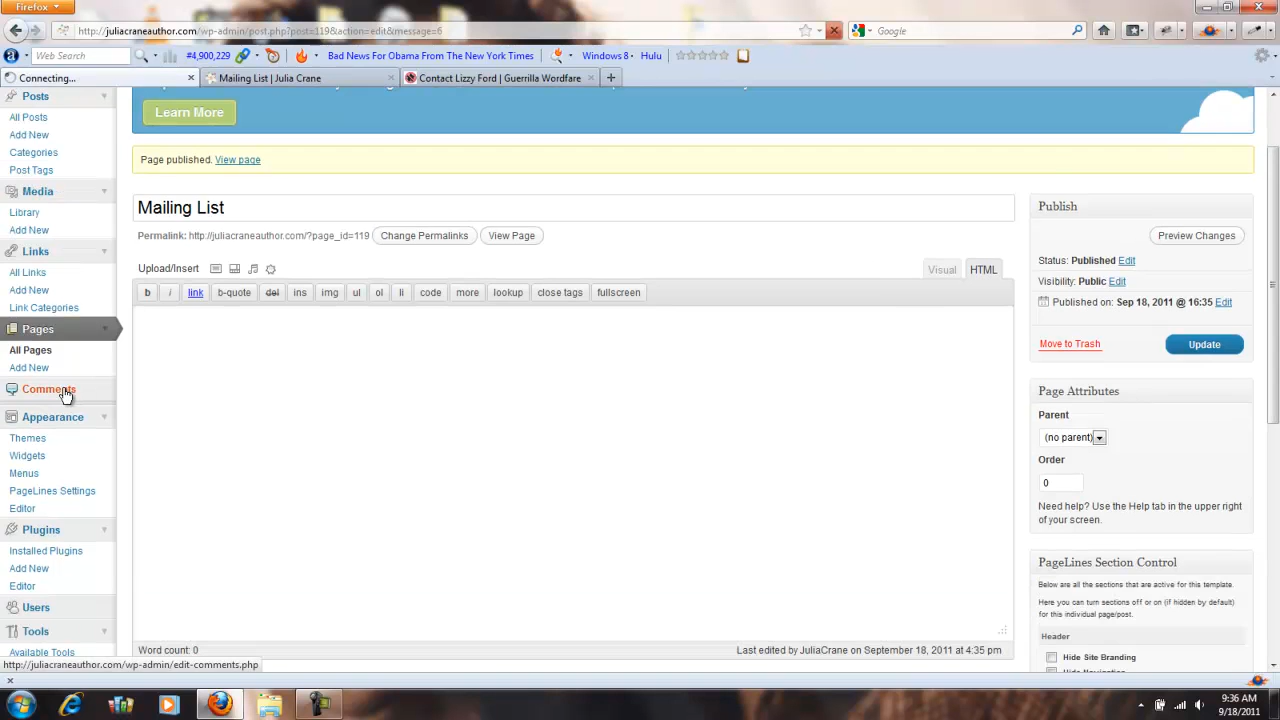 Firefox
http://juliacraneauthor.com/wp-admin/post.php?post=119&action=edit&message=6
Google
Web Search
#4,900,229
Bad News For Obama From The New York Times
Windows 8
Hulu
Connecting...
Mailing List | Julia Crane
Contact Lizzy Ford | Guerrilla Wordfare
Posts
All Posts
Add New
Categories
Post Tags
Media
Library
Add New
Links
All Links
Add New
Link Categories
Pages
All Pages
Add New
Comments
Appearance
Themes
Widgets
Menus
PageLines Settings
Editor
Plugins
Installed Plugins
Add New
Editor
Users
Tools
Available Tools
Learn More
Page published. View page
Mailing List
Permalink: http://juliacraneauthor.com/?page_id=119 Change Permalinks View Page
Upload/Insert
Visual HTML
b i link b-quote del ins img ul ol li code more lookup close tags fullscreen
Word count: 0
Last edited by JuliaCrane on September 18, 2011 at 4:35 pm
Publish
Preview Changes
Status: Published Edit
Visibility: Public Edit
Published on: Sep 18, 2011 @ 16:35 Edit
Move to Trash
Update
Page Attributes
Parent
(no parent)
Order
0
Need help? Use the Help tab in the upper right
of your screen.
PageLines Section Control
Below are all the sections that are active for this template.
Here you can turn sections off or on (if hidden by default)
for this individual page/post.
Header
Hide Site Branding
Hide Navigation
http://juliacraneauthor.com/wp-admin/edit-comments.php
9:36 AM
9/18/2011